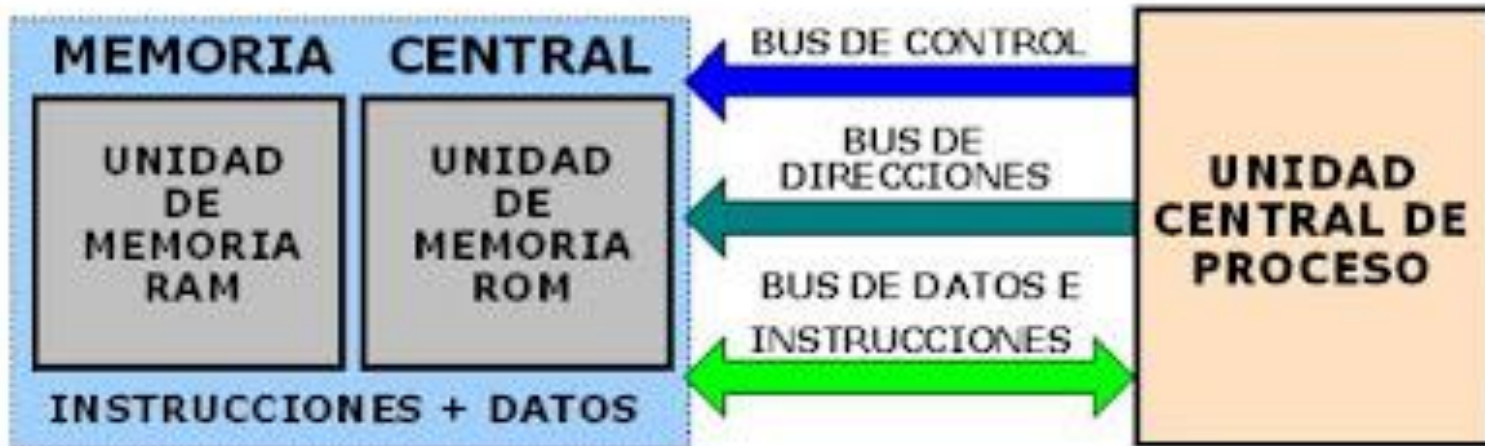 MEMORIA CENTRAL
UNIDAD
DE
MEMORIA
RAM
UNIDAD
DE
MEMORIA
ROM
INSTRUCCIONES + DATOS
BUS DE CONTROL
BUS DE
DIRECCIONES
BUS DE DATOS E
INSTRUCCIONES
UNIDAD
CENTRAL DE
PROCESO